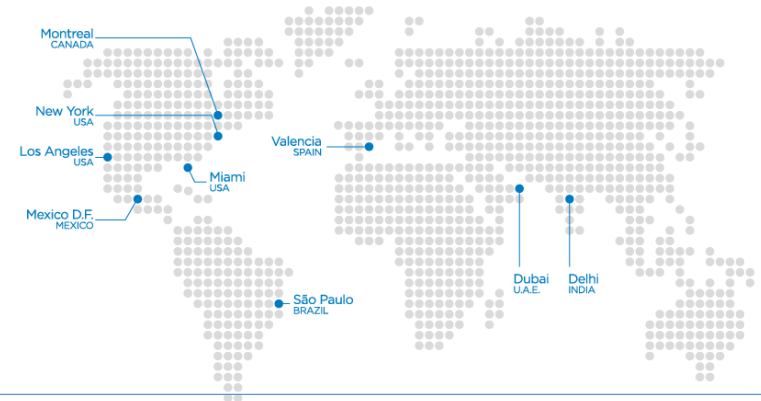 Montreal
CANADA
New York
USA
Los Angeles
USA
Miami
USA
Mexico D.F.
MEXICO
Valencia
SPAIN
São Paulo
BRAZIL
Dubai
U.A.E.
Delhi
INDIA